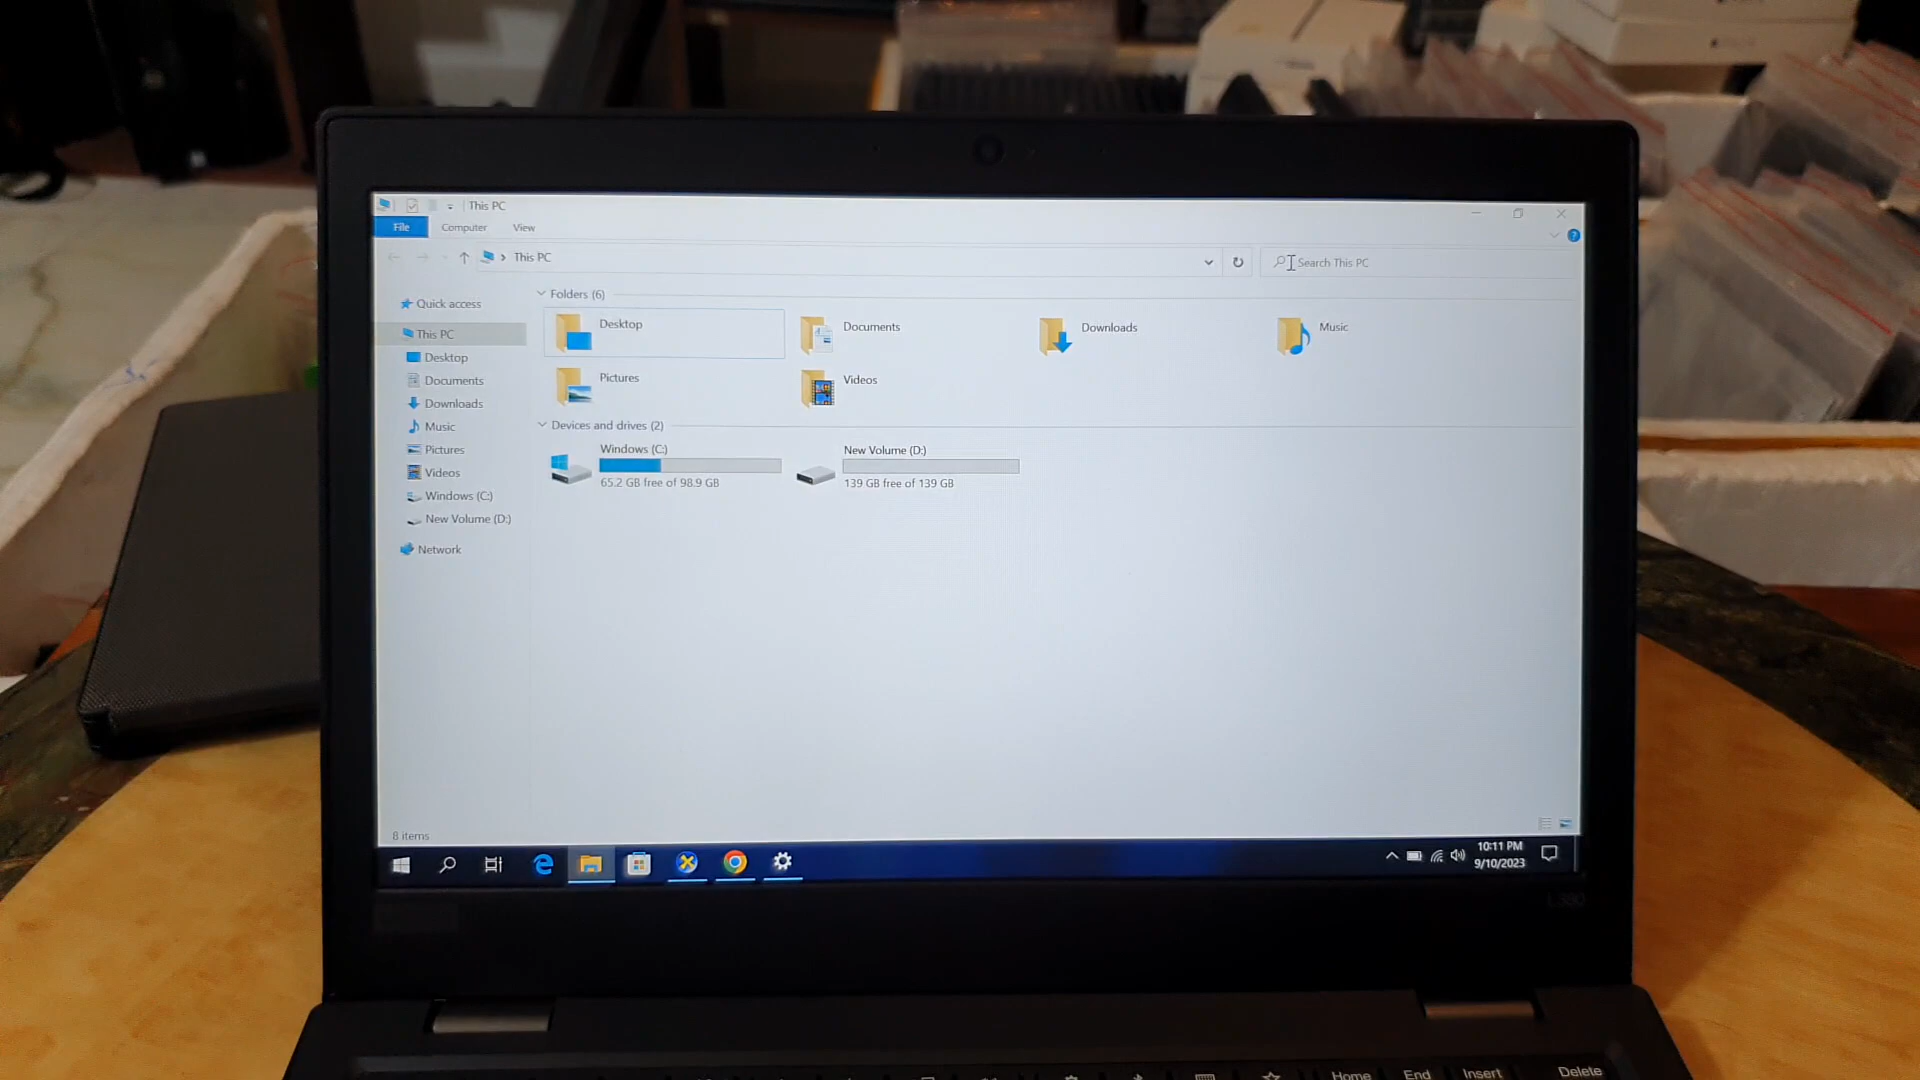 This PC
File Computer View
This PC
Search This PC
Quick access
This PC
Desktop
Documents
Downloads
Music
Pictures
Videos
Windows (C:)
New Volume (D:)
Network
Folders (6)
Desktop
Documents
Downloads
Music
Pictures
Videos
Devices and drives (2)
Windows (C:)
65.2 GB free of 98.9 GB
New Volume (D:)
139 GB free of 139 GB
8 items
10:11 PM
9/10/2023
L380
Home End Insert Delete